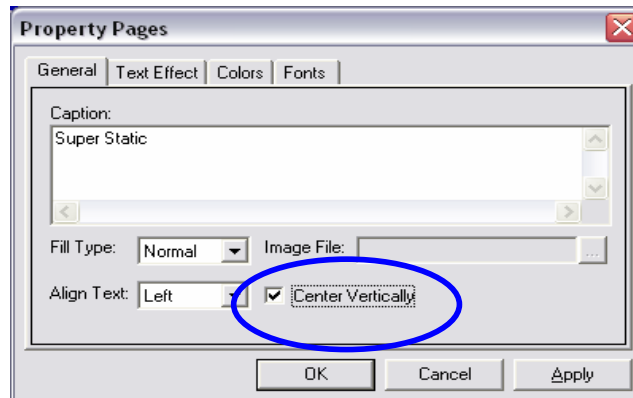 Property Pages
General Text Effect Colors Fonts
Caption:
Super Static
Fill Type: Normal Image File: ...
Align Text: Left Center Vertically
OK Cancel Apply